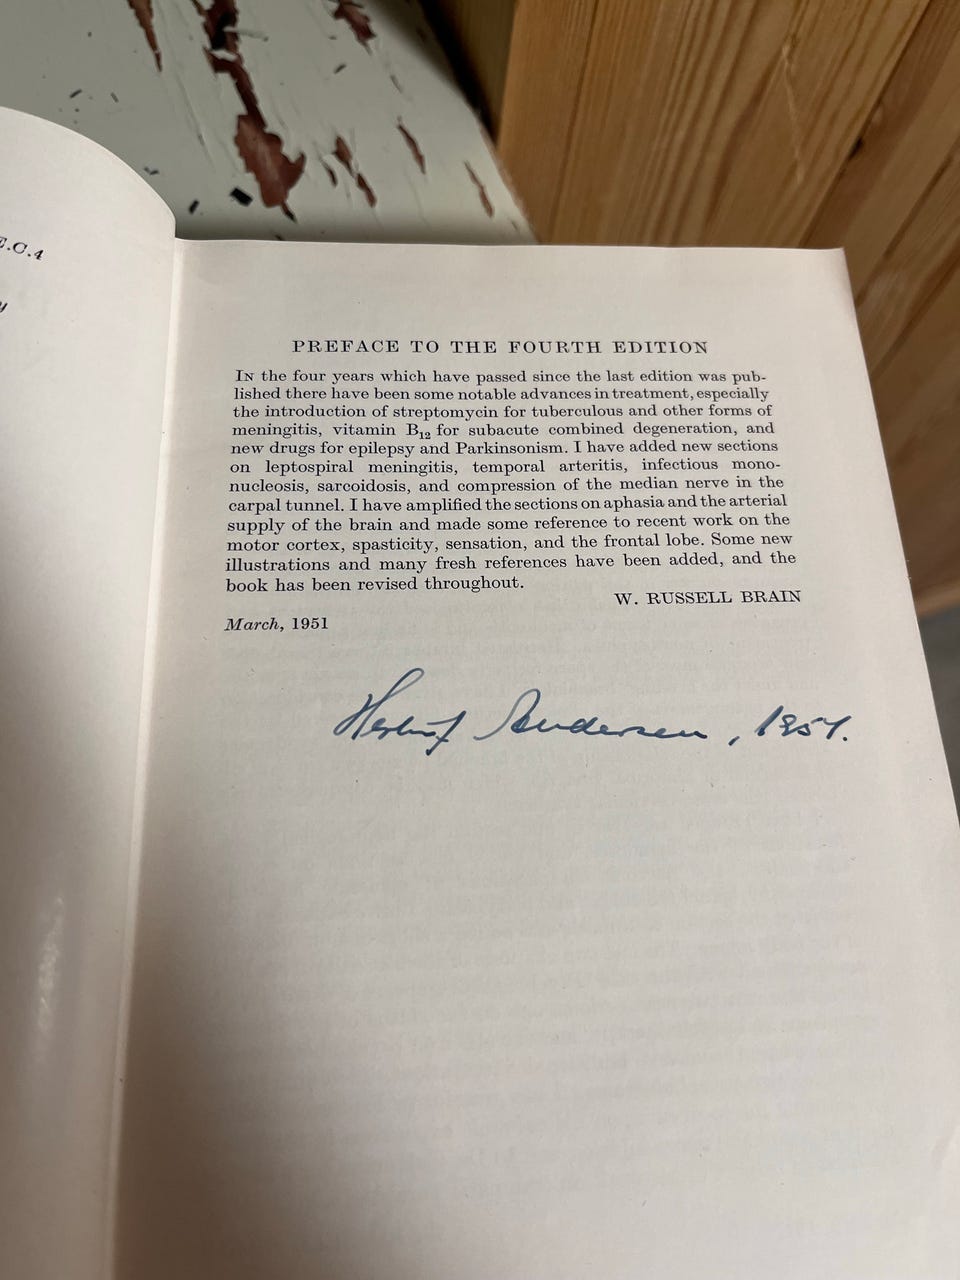 E.C.4
y
PREFACE TO THE FOURTH EDITION
IN the four years which have passed since the last edition was pub-
lished there have been some notable advances in treatment, especially
the introduction of streptomycin for tuberculous and other forms of
meningitis, vitamin B₁₂ for subacute combined degeneration, and
new drugs for epilepsy and Parkinsonism. I have added new sections
on leptospiral meningitis, temporal arteritis, infectious mono-
nucleosis, sarcoidosis, and compression of the median nerve in the
carpal tunnel. I have amplified the sections on aphasia and the arterial
supply of the brain and made some reference to recent work on the
motor cortex, spasticity, sensation, and the frontal lobe. Some new
illustrations and many fresh references have been added, and the
book has been revised throughout.
W. RUSSELL BRAIN
March, 1951
Andersen, 1957.